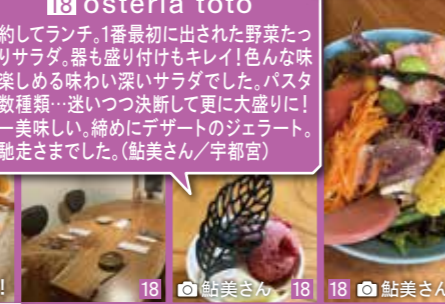 18 osteria toto
約してランチ。1番最初に出された野菜たっ
りサラダ。器も盛り付けもキレイ!色んな味
楽しめる味わい深いサラダでした。パスタ
数種類…迷いつつ決断して更に大盛りに!
ー美味しい。締めにデザートのジェラート。
馳走さまでした。(鮎美さん/宇都宮)
!
18
鮎美さん 18
18 鮎美さん